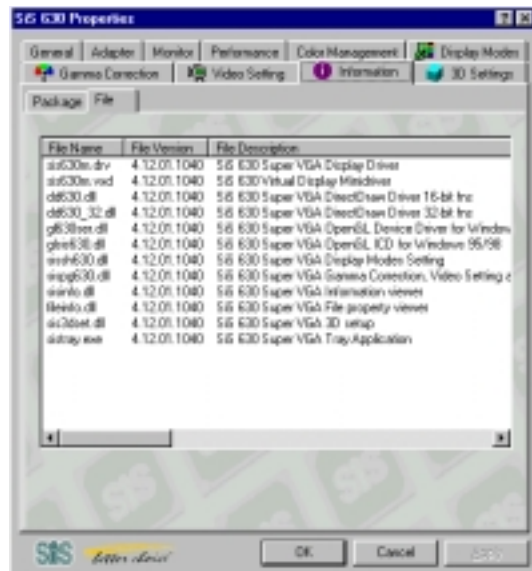 SiS 630 Properties
General Adapter Monitor Performance Color Management Display Modes
Gamma Correction Video Setting Information 3D Settings
Package File
File Name File Version File Description
sis630m.drv 4.12.01.1040 SiS 630 Super VGA Display Driver
sis630m.vxd 4.12.01.1040 SiS 630 Virtual Display Minidriver
dd630.dll 4.12.01.1040 SiS 630 Super VGA DirectDraw Driver 16-bit
dd630_32.dll 4.12.01.1040 SiS 630 Super VGA DirectDraw Driver 32-bit
4.12.01.1040 SiS 630 Super VGA OpenGL Device Driver for Window
4.12.01.1040 SiS 630 Super VGA OpenGL ICD for Windows 95/98
4.12.01.1040 SiS 630 Super VGA Display Modes Setting
sispg630.dll 4.12.01.1040 SiS 630 Super VGA Gamma Correction, Video Setting a
sisinfo.dll 4.12.01.1040 SiS 630 Super VGA Information viewer
fileinfo.dll 4.12.01.1040 SiS 630 Super VGA File property viewer
4.12.01.1040 SiS 630 Super VGA 3D setup
sistray.exe 4.12.01.1040 SiS 630 Super VGA Tray Application
SiS better choice! OK Cancel Apply